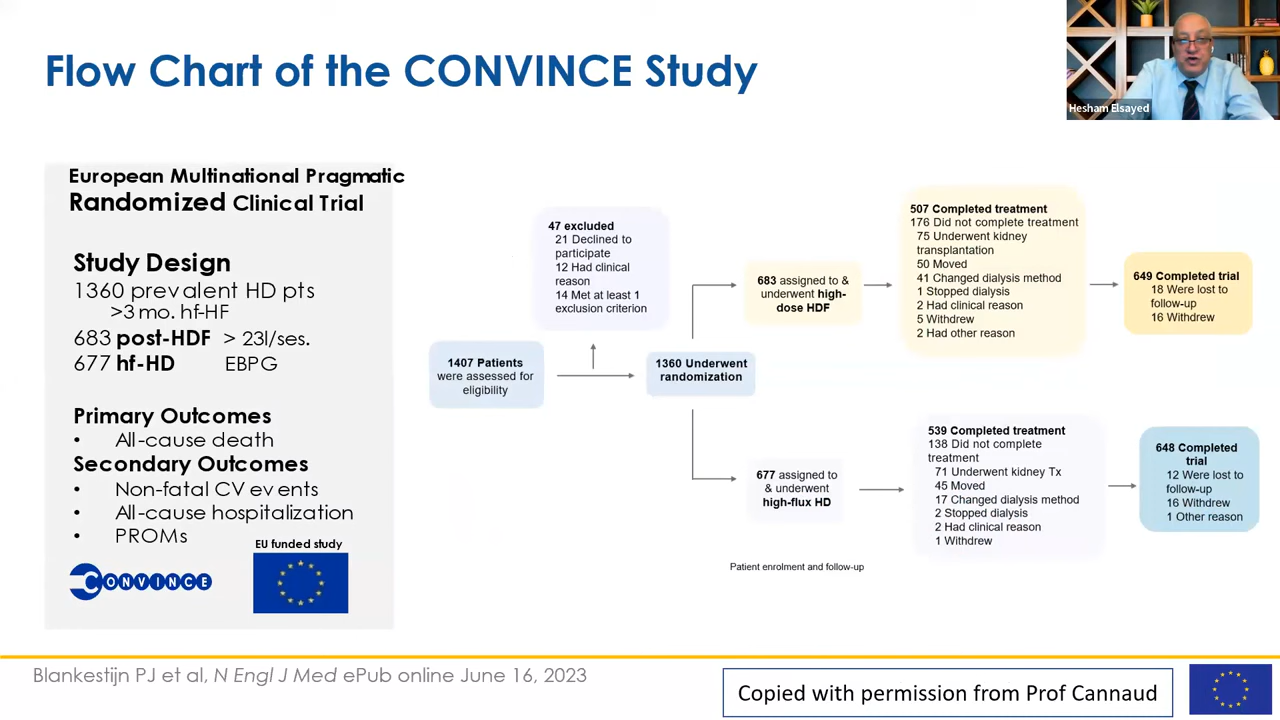 Flow Chart of the CONVINCE Study
Hesham Elsayed
European Multinational Pragmatic
Randomized Clinical Trial
Study Design
1360 prevalent HD pts
>3 mo. hf-HF
683 post-HDF > 23l/ses.
677 hf-HD EBPG
Primary Outcomes
• All-cause death
Secondary Outcomes
• Non-fatal CV events
• All-cause hospitalization
• PROMs
EU funded study
CONVINCE
1407 Patients
were assessed for
eligibility
47 excluded
21 Declined to
participate
12 Had clinical
reason
14 Met at least 1
exclusion criterion
1360 Underwent
randomization
683 assigned to &
underwent high-
dose HDF
507 Completed treatment
176 Did not complete treatment
75 Underwent kidney
transplantation
50 Moved
41 Changed dialysis method
1 Stopped dialysis
2 Had clinical reason
5 Withdrew
2 Had other reason
649 Completed trial
18 Were lost to
follow-up
16 Withdrew
677 assigned to
& underwent
high-flux HD
539 Completed treatment
138 Did not complete
treatment
71 Underwent kidney Tx
45 Moved
17 Changed dialysis method
2 Stopped dialysis
2 Had clinical reason
1 Withdrew
648 Completed
trial
12 Were lost to
follow-up
16 Withdrew
1 Other reason
Patient enrolment and follow-up
Blankestijn PJ et al, N Engl J Med ePub online June 16, 2023
Copied with permission from Prof Cannaud